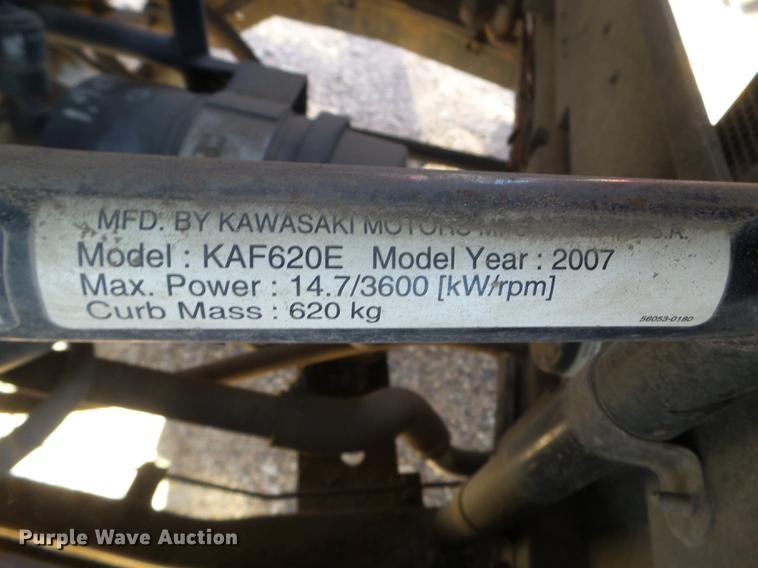 MFD. BY KAWASAKI MOTORS
Model : KAF620E Model Year : 2007
Max. Power : 14.7/3600 [kW/rpm]
Curb Mass : 620 kg
56053-0180
Purple Wave Auction